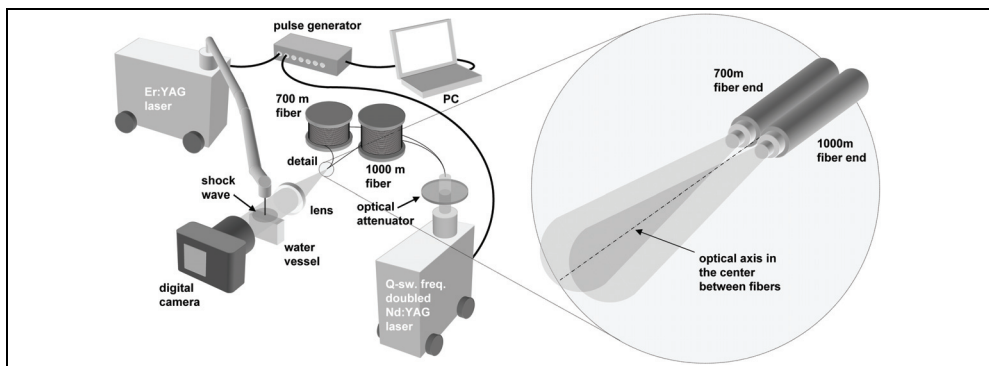 pulse generator
Er:YAG
laser
PC
700 m
fiber
1000 m
fiber
detail
shock
wave
lens
optical
attenuator
water
vessel
digital
camera
Q-sw. freq.
doubled
Nd:YAG
laser
700m
fiber end
1000m
fiber end
optical axis in
the center
between fibers